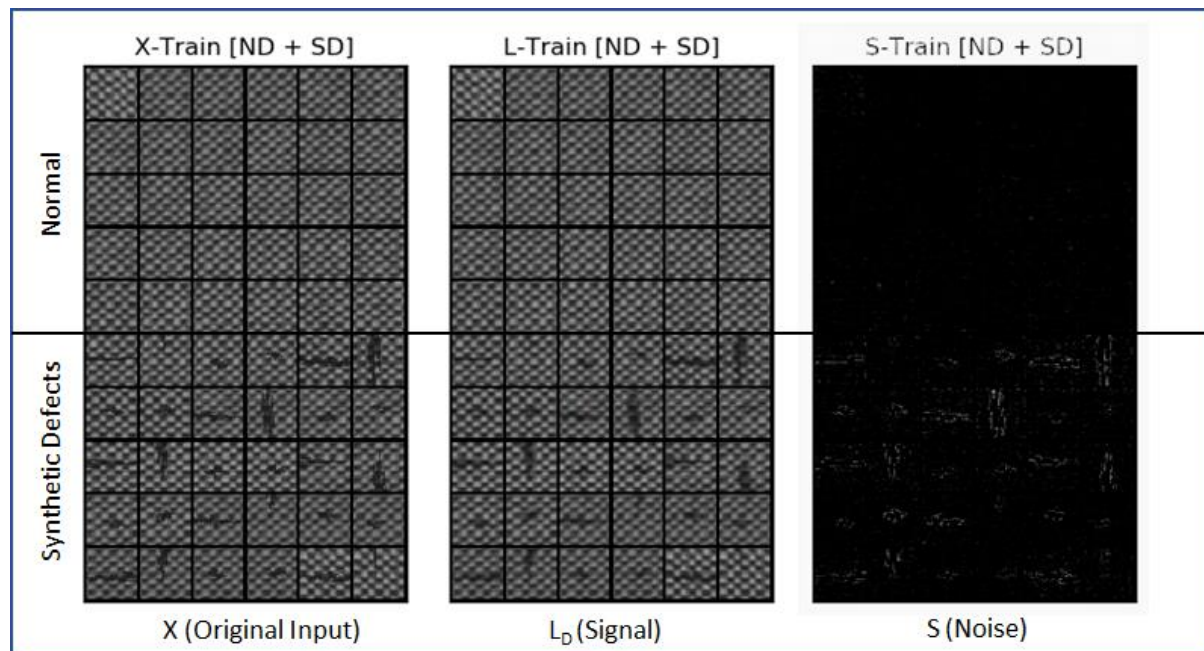 X-Train [ND + SD]
L-Train [ND + SD]
S-Train [ND + SD]
Normal
Synthetic Defects
X (Original Input)
L_D (Signal)
S (Noise)